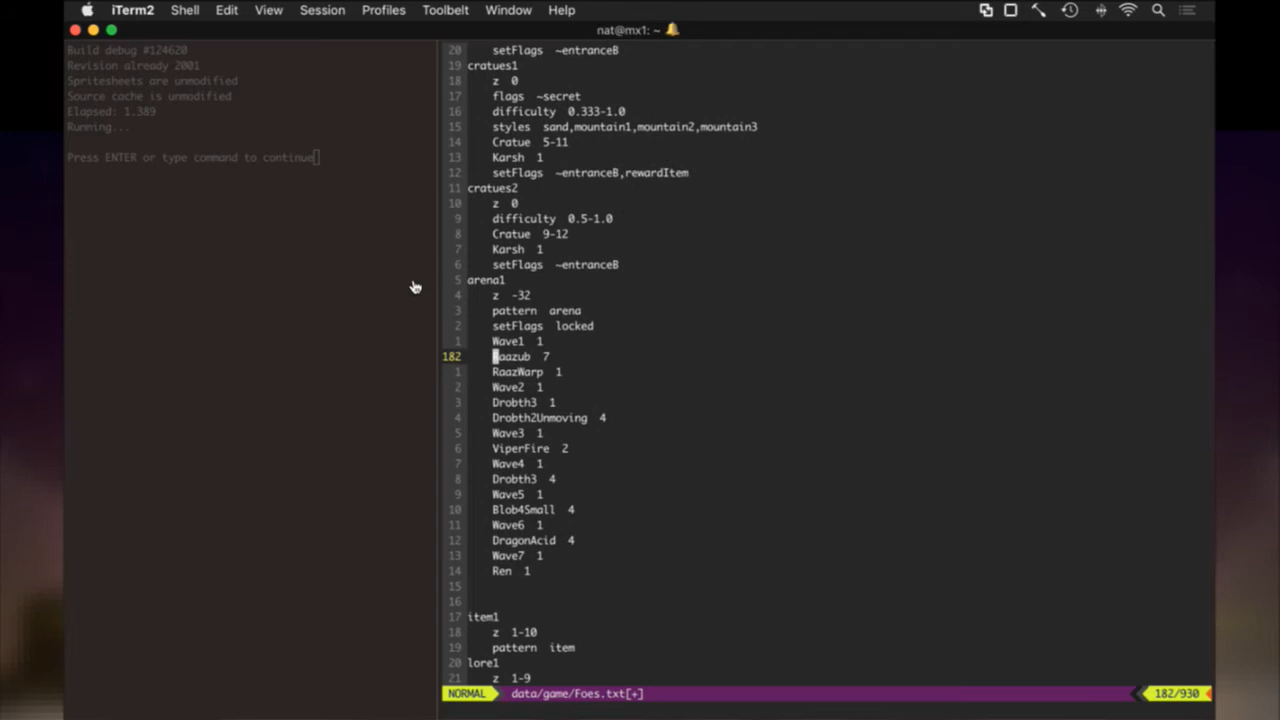 iTerm2 Shell Edit View Session Profiles Toolbelt Window Help
nat@mx1: ~
Build debug #124620
Revision already 2001
Spritesheets are unmodified
Source cache is unmodified
Elapsed: 1.389
Running...
Press ENTER or type command to continue
20 setFlags ~entranceB
19 cratues1
18 z 0
17 flags ~secret
16 difficulty 0.333-1.0
15 styles sand,mountain1,mountain2,mountain3
14 Cratue 5-11
13 Karsh 1
12 setFlags ~entranceB,rewardItem
11 cratues2
10 z 0
9 difficulty 0.5-1.0
8 Cratue 9-12
7 Karsh 1
6 setFlags ~entranceB
5 arena1
4 z -32
3 pattern arena
2 setFlags locked
1 Wave1 1
182 Raazub 7
1 RaazWarp 1
2 Wave2 1
3 Drobth3 1
4 Drobth2Unmoving 4
5 Wave3 1
6 ViperFire 2
7 Wave4 1
8 Drobth3 4
9 Wave5 1
10 Blob4Small 4
11 Wave6 1
12 DragonAcid 4
13 Wave7 1
14 Ren 1
15
16
17 item1
18 z 1-10
19 pattern item
20 lore1
21 z 1-9
NORMAL data/game/Foes.txt[+] 182/930